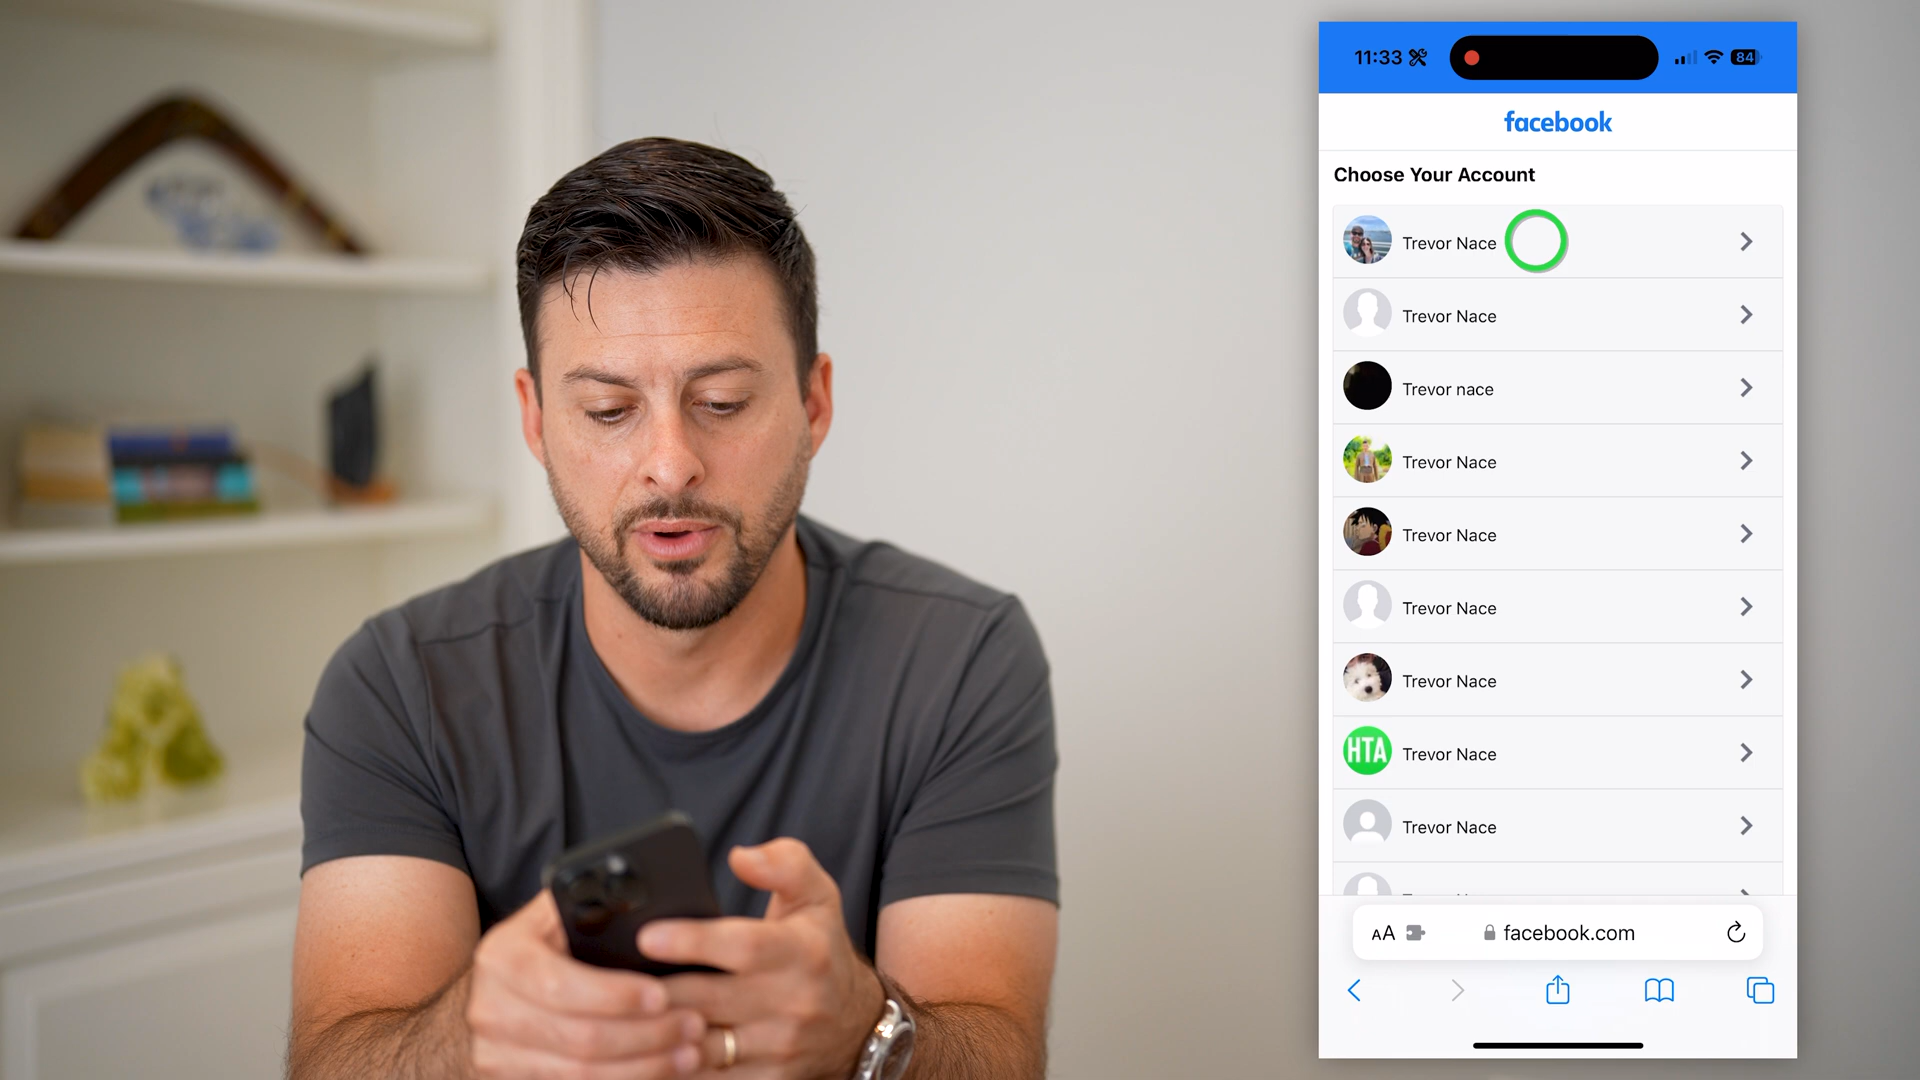 11:33
84
facebook
Choose Your Account
Trevor Nace
Trevor Nace
Trevor nace
Trevor Nace
Trevor Nace
Trevor Nace
Trevor Nace
HTA
Trevor Nace
Trevor Nace
AA
facebook.com